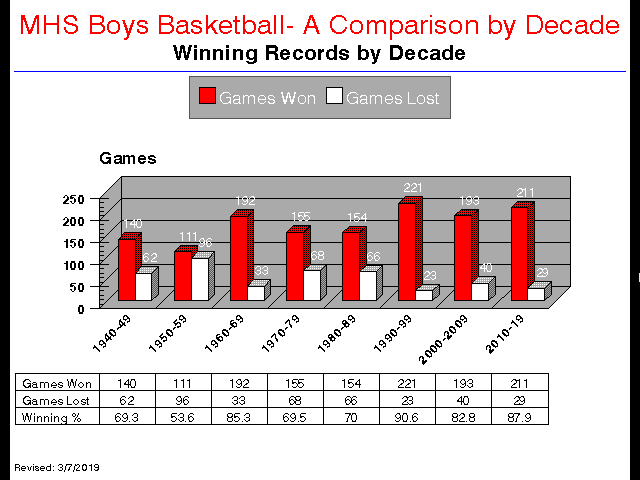 MHS Boys Basketball- A Comparison by Decade
Winning Records by Decade
Games Won Games Lost
Games
250
200
150
100
50
0
140 62 111 96 192 33 155 68 154 66 221 23 193 40 211 29
1940-49 1950-59 1960-69 1970-79 1980-89 1990-99 2000-2009 2010-19
Games Won 140 111 192 155 154 221 193 211
Games Lost 62 96 33 68 66 23 40 29
Winning % 69.3 53.6 85.3 69.5 70 90.6 82.8 87.9
Revised: 3/7/2019